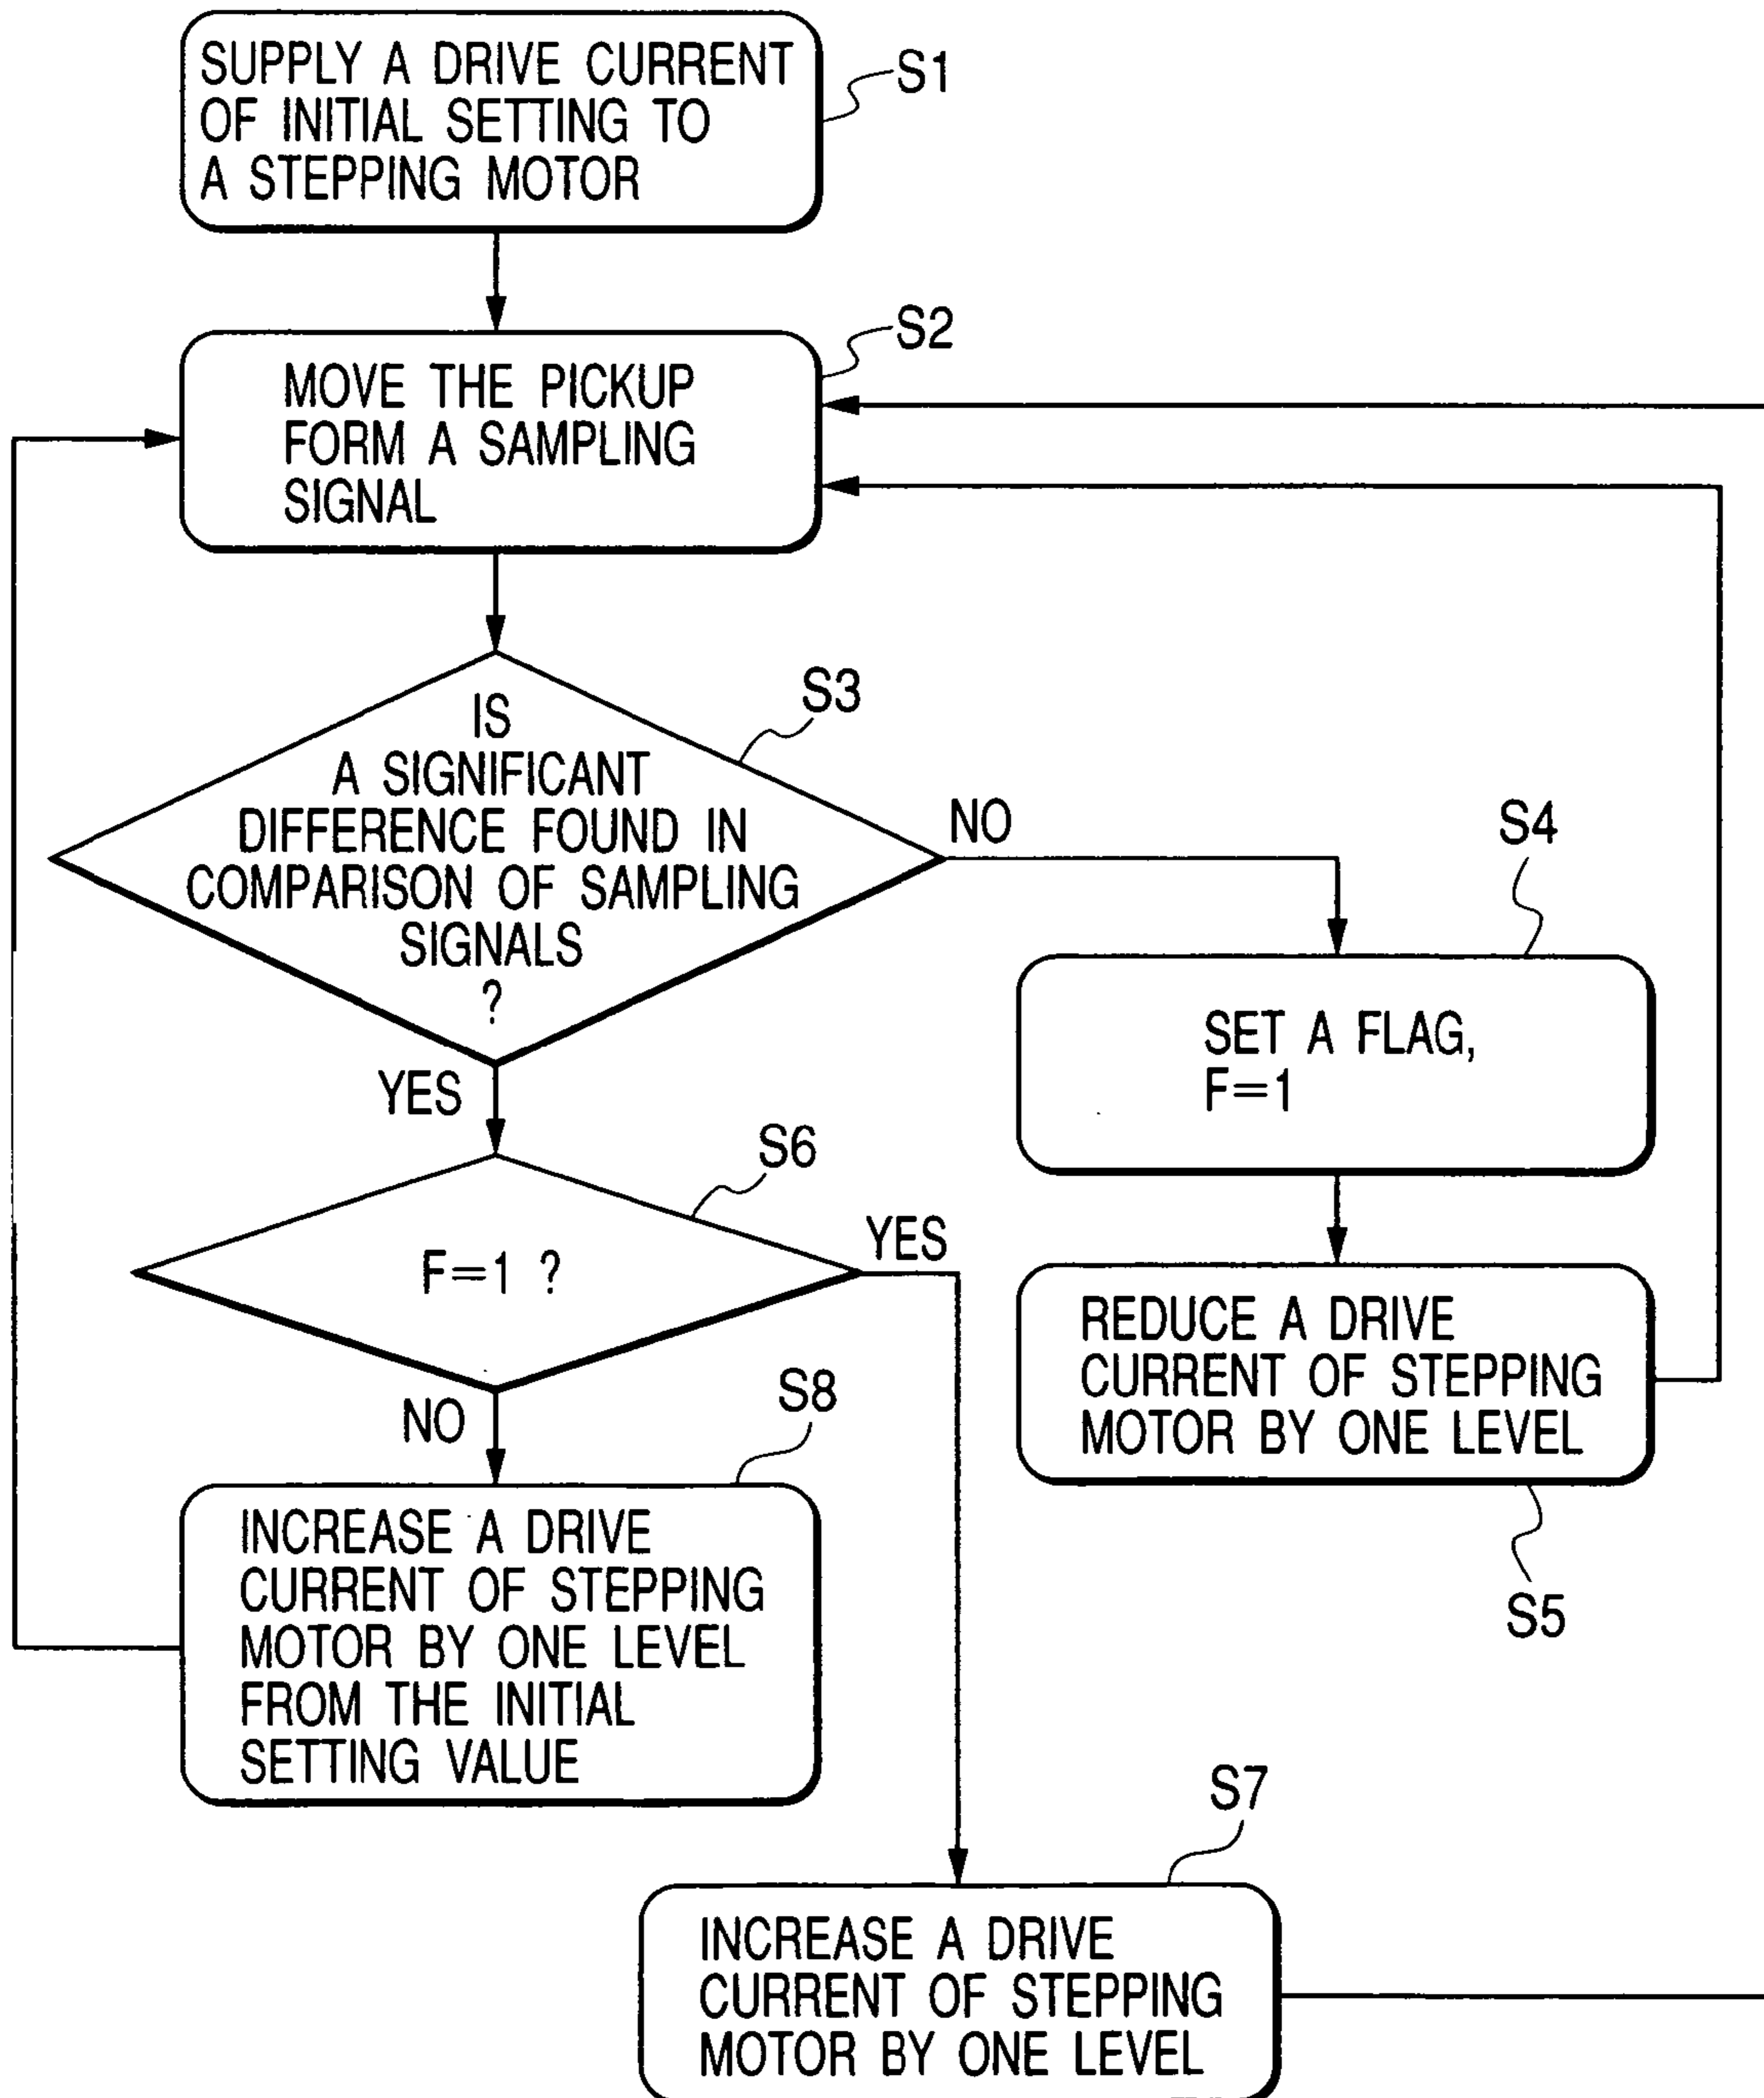 SUPPLY A DRIVE CURRENT
OF INITIAL SETTING TO
A STEPPING MOTOR
S1
MOVE THE PICKUP
FORM A SAMPLING
SIGNAL
S2
IS
A SIGNIFICANT
DIFFERENCE FOUND IN
COMPARISON OF SAMPLING
SIGNALS
?
S3
NO
YES
S4
SET A FLAG,
F=1
S6
F=1 ?
YES
NO
REDUCE A DRIVE
CURRENT OF STEPPING
MOTOR BY ONE LEVEL
S5
S8
INCREASE A DRIVE
CURRENT OF STEPPING
MOTOR BY ONE LEVEL
FROM THE INITIAL
SETTING VALUE
S7
INCREASE A DRIVE
CURRENT OF STEPPING
MOTOR BY ONE LEVEL